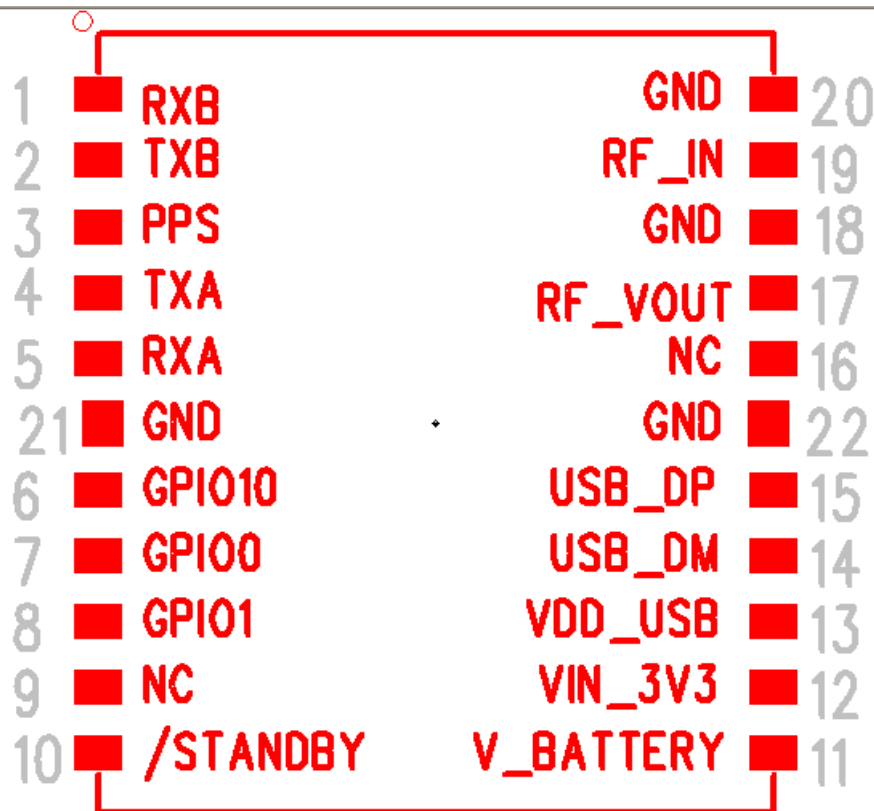 1 RXB GND 20
2 TXB RF_IN 19
3 PPS GND 18
4 TXA RF_VOUT 17
5 RXA NC 16
21 GND GND 22
6 GPIO10 USB_DP 15
7 GPIO0 USB_DM 14
8 GPIO1 VDD_USB 13
9 NC VIN_3V3 12
10 /STANDBY V_BATTERY 11